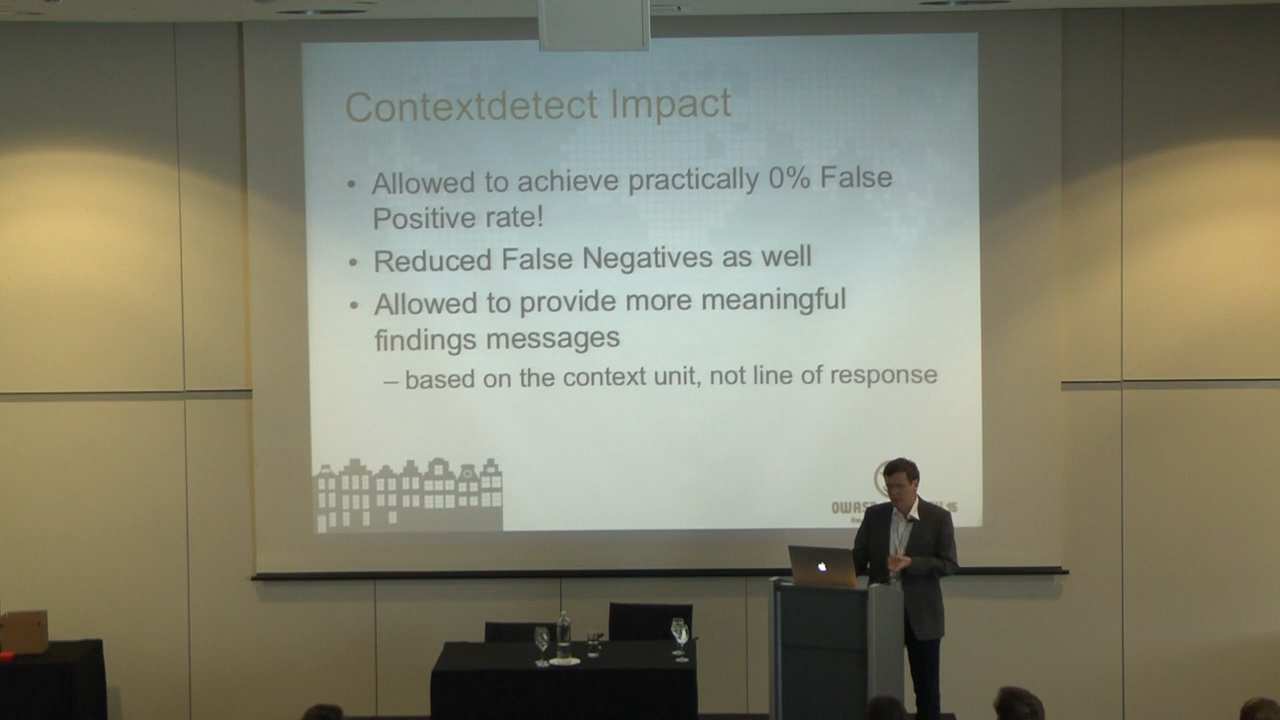 Contextdetect Impact
• Allowed to achieve practically 0% False
Positive rate!
• Reduced False Negatives as well
• Allowed to provide more meaningful
findings messages
– based on the context unit, not line of response